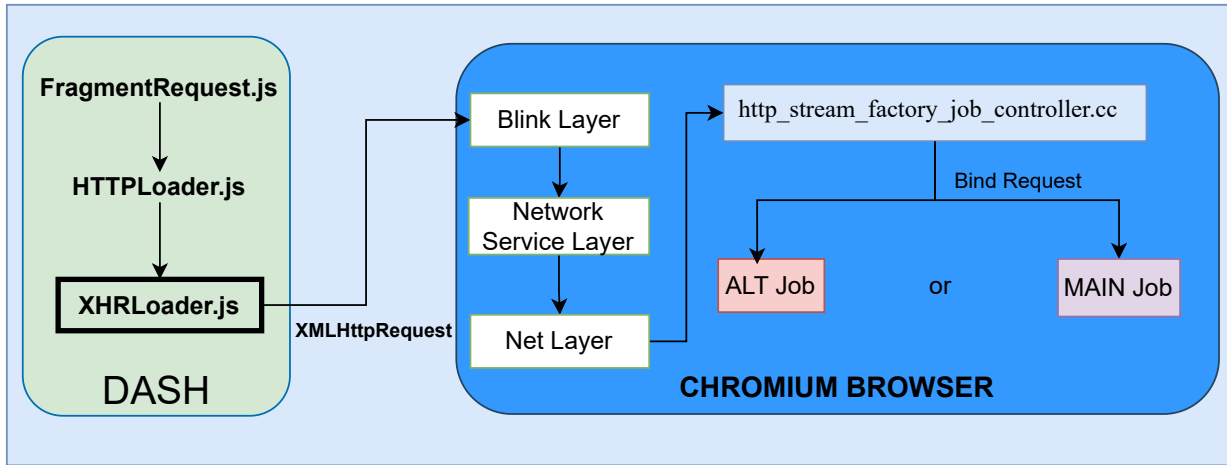 FragmentRequest.js
HTTPLoader.js
XHRLoader.js
DASH
XMLHttpRequest
Blink Layer
Network
Service Layer
Net Layer
http_stream_factory_job_controller.cc
Bind Request
ALT Job
or
MAIN Job
CHROMIUM BROWSER